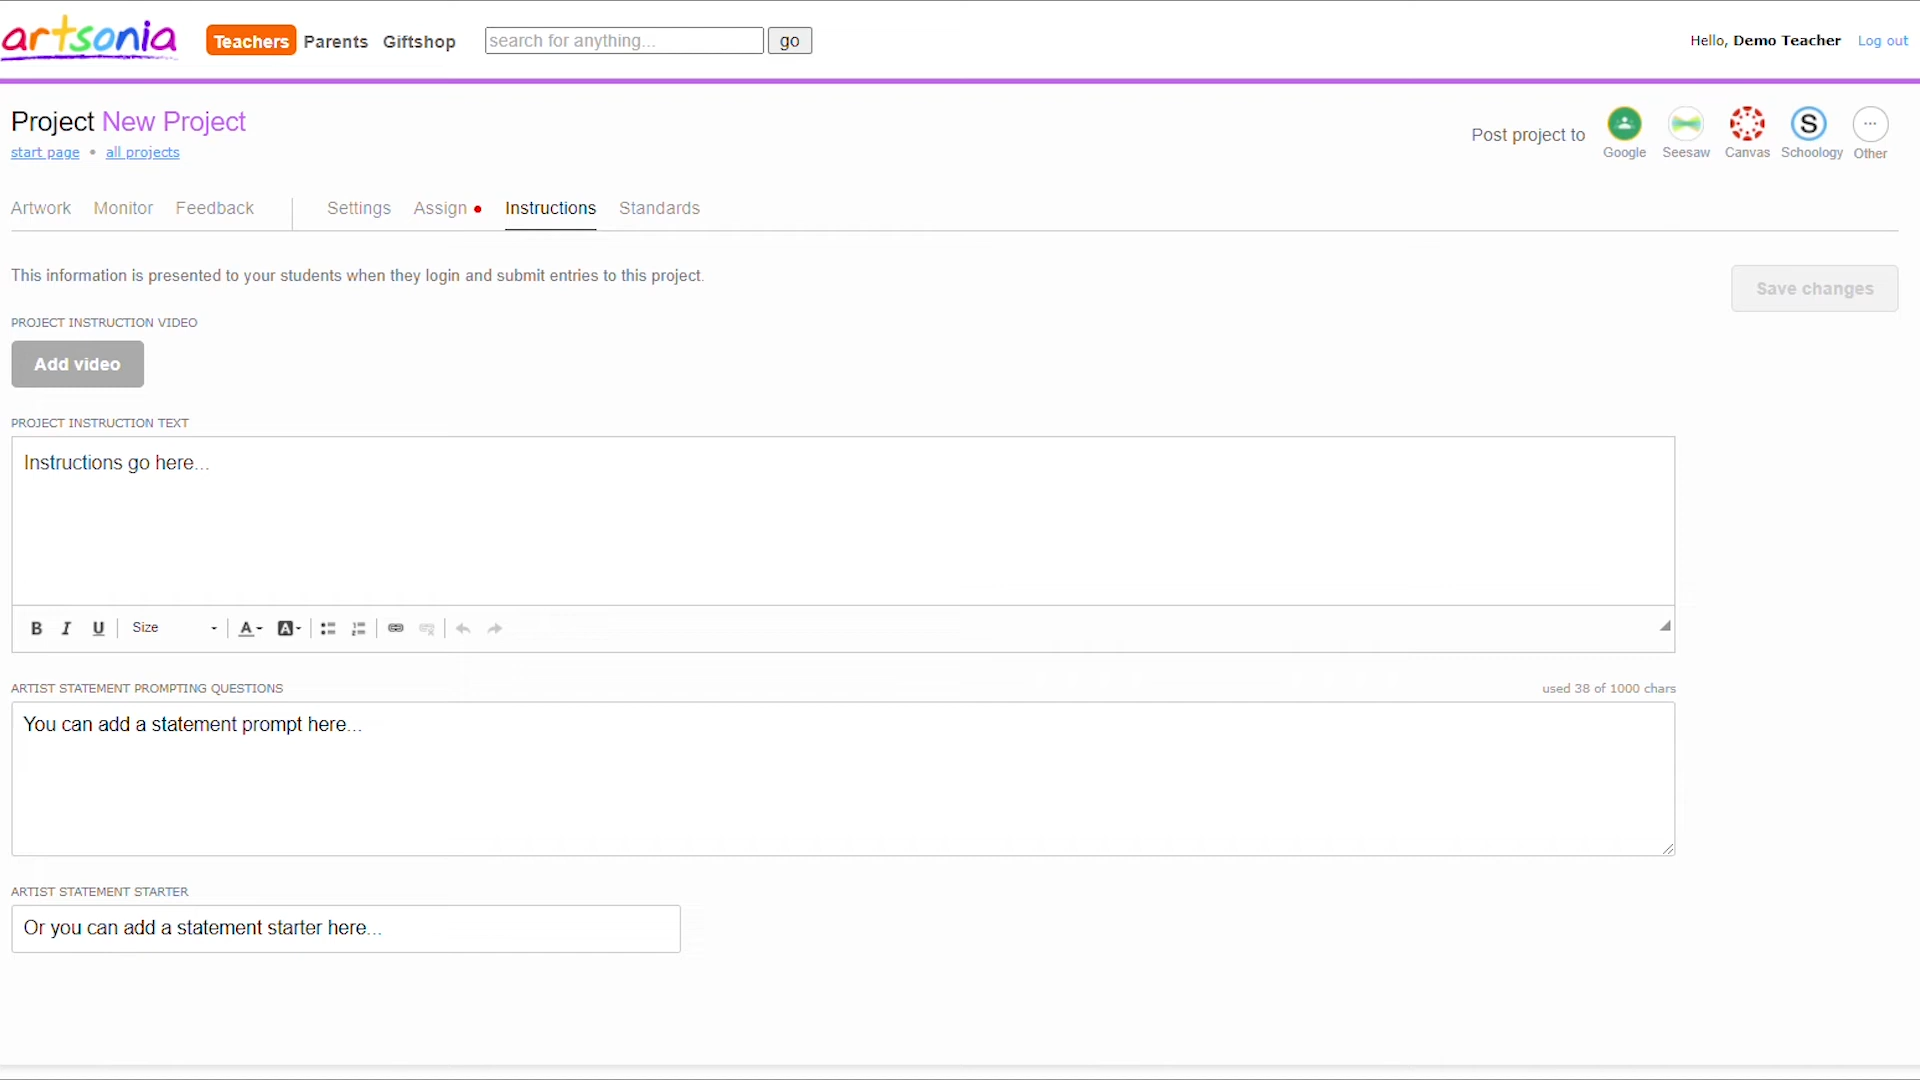 artsonia Teachers Parents Giftshop search for anything... go Hello, Demo Teacher Log out
Project New Project
start page • all projects
Post project to
Google Seesaw Canvas Schoology Other
Artwork Monitor Feedback Settings Assign Instructions Standards
This information is presented to your students when they login and submit entries to this project.
Save changes
PROJECT INSTRUCTION VIDEO
Add video
PROJECT INSTRUCTION TEXT
Instructions go here...
B I U Size A A
ARTIST STATEMENT PROMPTING QUESTIONS used 38 of 1000 chars
You can add a statement prompt here...
ARTIST STATEMENT STARTER
Or you can add a statement starter here...